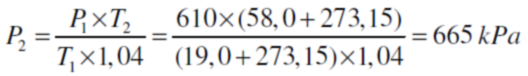 P₂ = (P₁×T₂)/(T₁×1,04) = (610×(58,0+273,15))/((19,0+273,15)×1,04) = 665 kPa